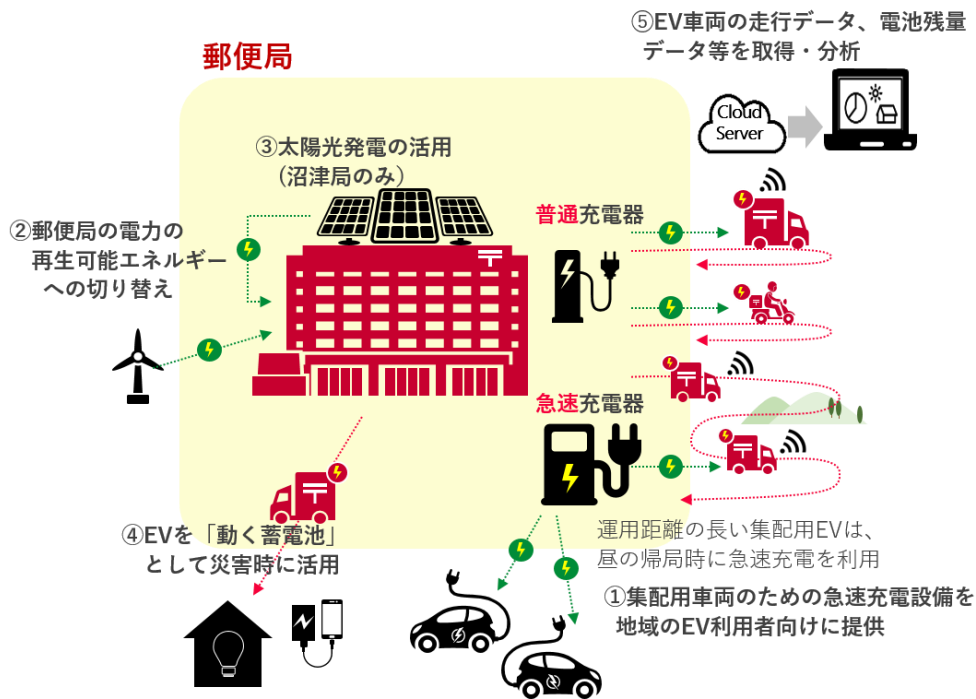 ⑤EV車両の走行データ、電池残量
データ等を取得・分析
郵便局
Cloud
Server
③太陽光発電の活用
(沼津局のみ)
普通充電器
②郵便局の電力の
再生可能エネルギー
への切り替え
急速充電器
④EVを「動く蓄電池」
として災害時に活用
運用距離の長い集配用EVは、
昼の帰局時に急速充電を利用
①集配用車両のための急速充電設備を
地域のEV利用者向けに提供